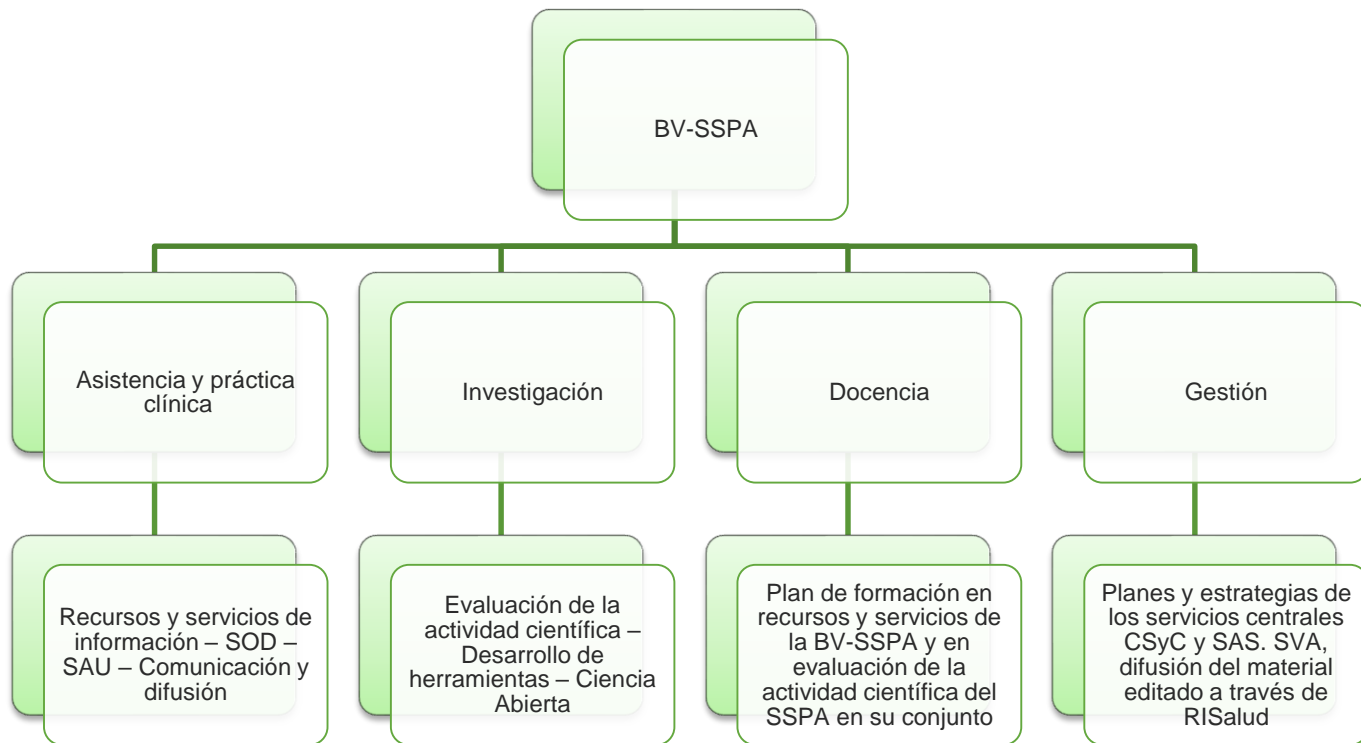 BV-SSPA
Asistencia y práctica
clínica
Investigación
Docencia
Gestión
Recursos y servicios de
información – SOD –
SAU – Comunicación y
difusión
Evaluación de la
actividad científica –
Desarrollo de
herramientas – Ciencia
Abierta
Plan de formación en
recursos y servicios de
la BV-SSPA y en
evaluación de la
actividad científica del
SSPA en su conjunto
Planes y estrategias de
los servicios centrales
CSyC y SAS. SVA,
difusión del material
editado a través de
RISalud